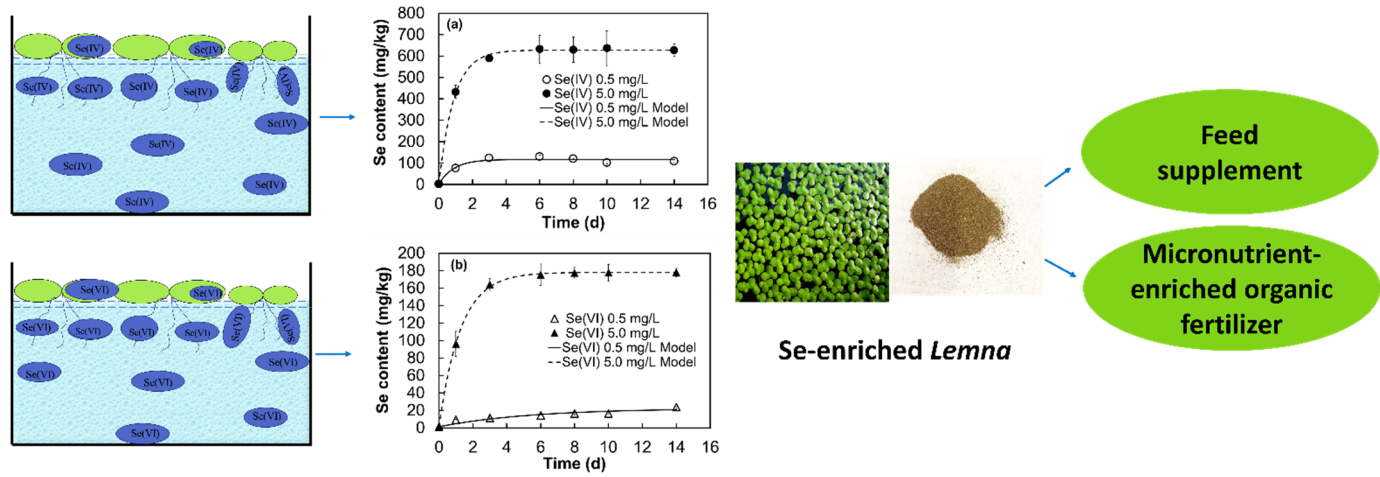 Se(IV)
Se(IV)
Se(IV)
Se(IV)
Se(IV)
Se(IV)
Se(IV)
Se(IV)
Se(IV)
Se(IV)
Se(IV)
Se(IV)
Se(IV)
(a)
Se content (mg/kg)
800
700
600
500
400
300
200
100
0
Se(IV) 0.5 mg/L
Se(IV) 5.0 mg/L
Se(IV) 0.5 mg/L Model
Se(IV) 5.0 mg/L Model
0 2 4 6 8 10 12 14 16
Time (d)
Se(VI)
Se(VI)
Se(VI)
Se(VI)
Se(VI)
Se(VI)
Se(VI)
Se(VI)
Se(VI)
Se(VI)
Se(VI)
Se(VI)
Se(VI)
(b)
Se content (mg/kg)
200
180
160
140
120
100
80
60
40
20
0
Se(VI) 0.5 mg/L
Se(VI) 5.0 mg/L
Se(VI) 0.5 mg/L Model
Se(VI) 5.0 mg/L Model
0 2 4 6 8 10 12 14 16
Time (d)
Se-enriched Lemna
Feed
supplement
Micronutrient-
enriched organic
fertilizer